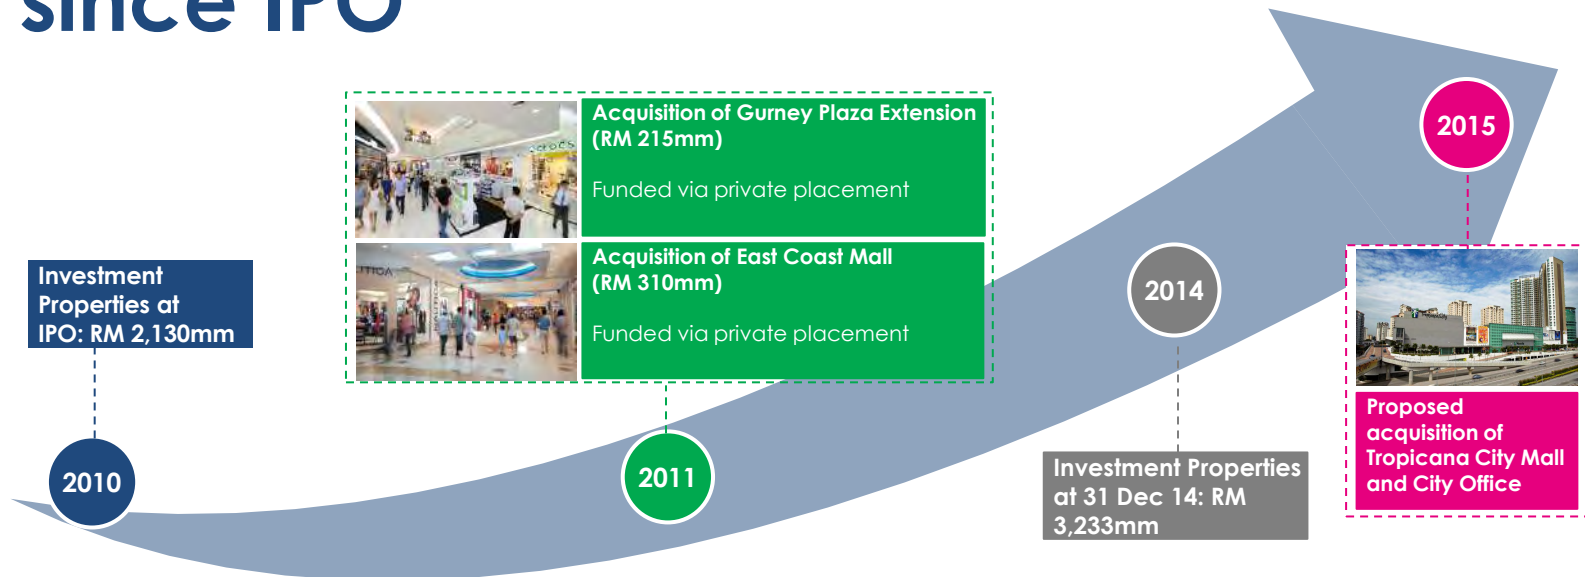 since IPO
Acquisition of Gurney Plaza Extension
(RM 215mm)
Funded via private placement
Acquisition of East Coast Mall
(RM 310mm)
Funded via private placement
Investment
Properties at
IPO: RM 2,130mm
2010
2011
2014
Investment Properties
at 31 Dec 14: RM
3,233mm
2015
Proposed
acquisition of
Tropicana City Mall
and City Office